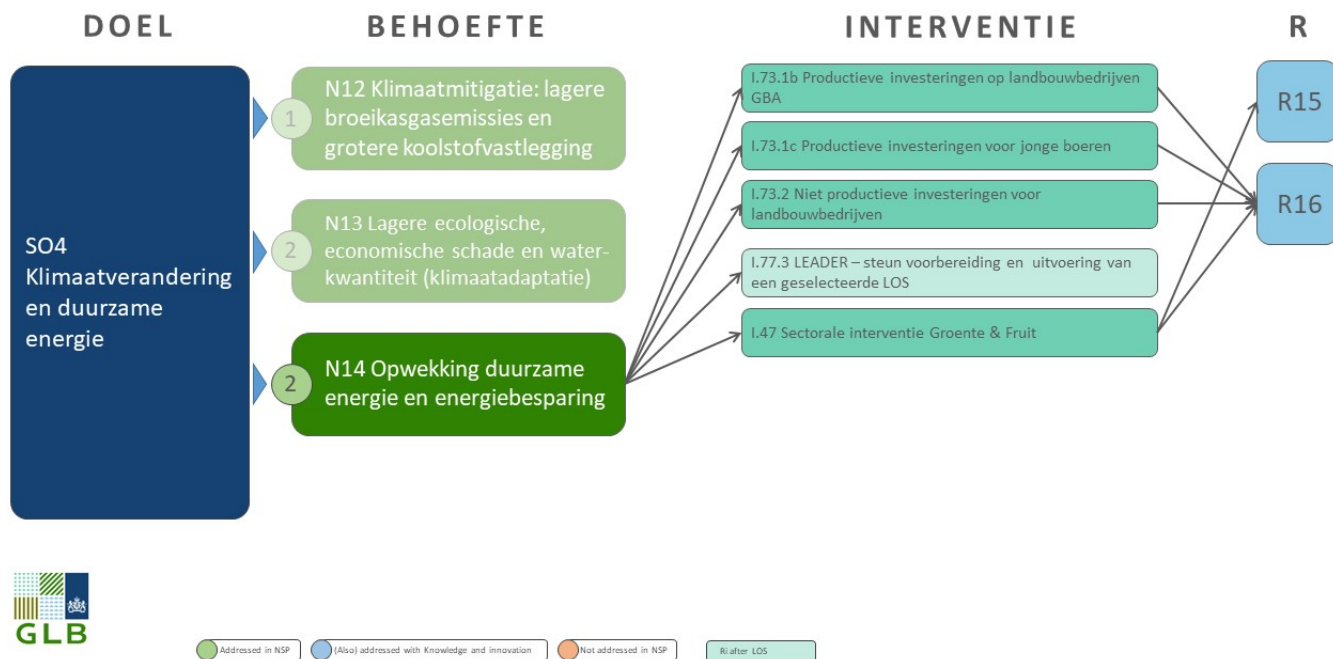 DOEL
BEHOEFTE
INTERVENTIE
R
SO4
Klimaatverandering
en duurzame
energie
1
N12 Klimaatmitigatie: lagere
broeikasgasemissies en
grotere koolstofvastlegging
2
N13 Lagere ecologische,
economische schade en water-
kwantiteit (klimaatadaptatie)
2
N14 Opwekking duurzame
energie en energiebesparing
I.73.1b Productieve investeringen op landbouwbedrijven
GBA
I.73.1c Productieve investeringen voor jonge boeren
I.73.2 Niet productieve investeringen voor
landbouwbedrijven
I.77.3 LEADER – steun voorbereiding en uitvoering van
een geselecteerde LOS
I.47 Sectorale interventie Groente & Fruit
R15
R16
GLB
Addressed in NSP
(Also) addressed with Knowledge and innovation
Not addressed in NSP
Ri after LOS